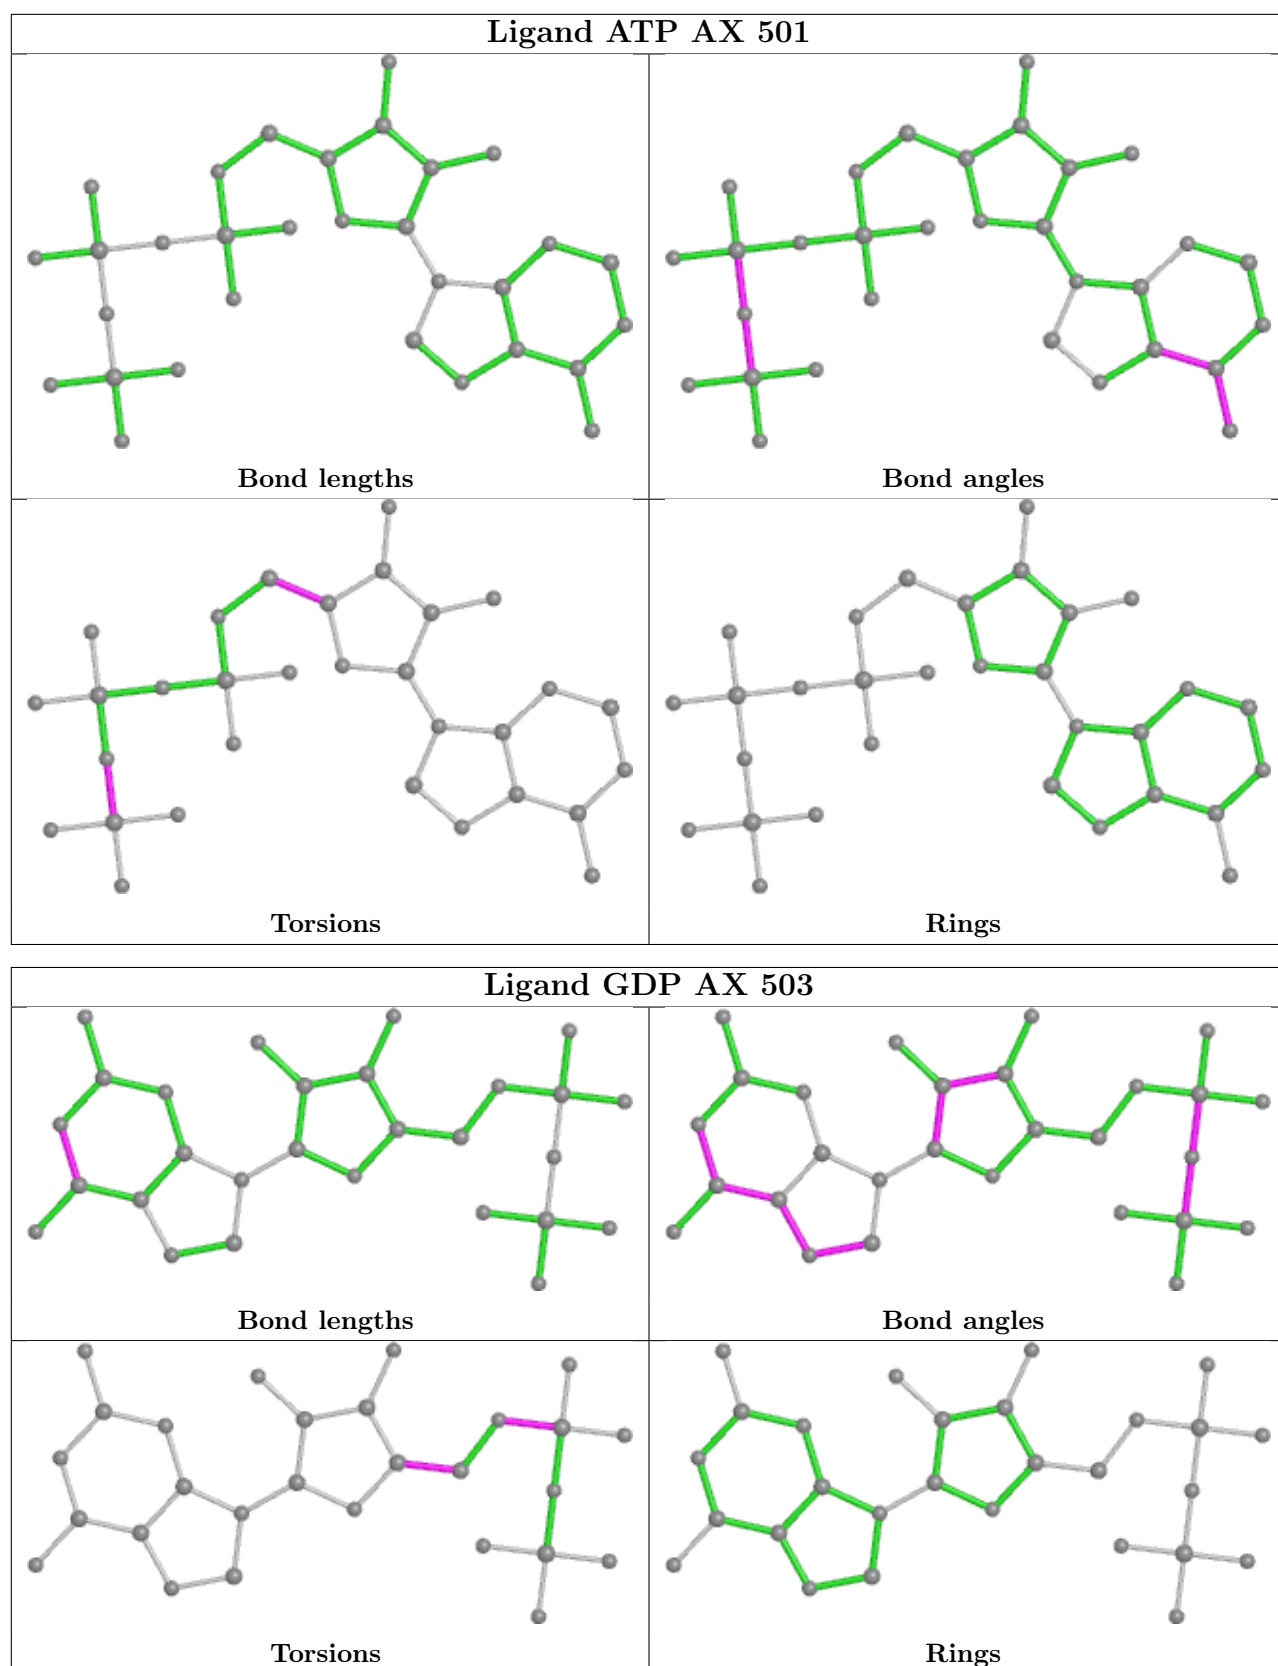 Ligand ATP AX 501
Bond lengths
Bond angles
Torsions
Rings
Ligand GDP AX 503
Bond lengths
Bond angles
Torsions
Rings